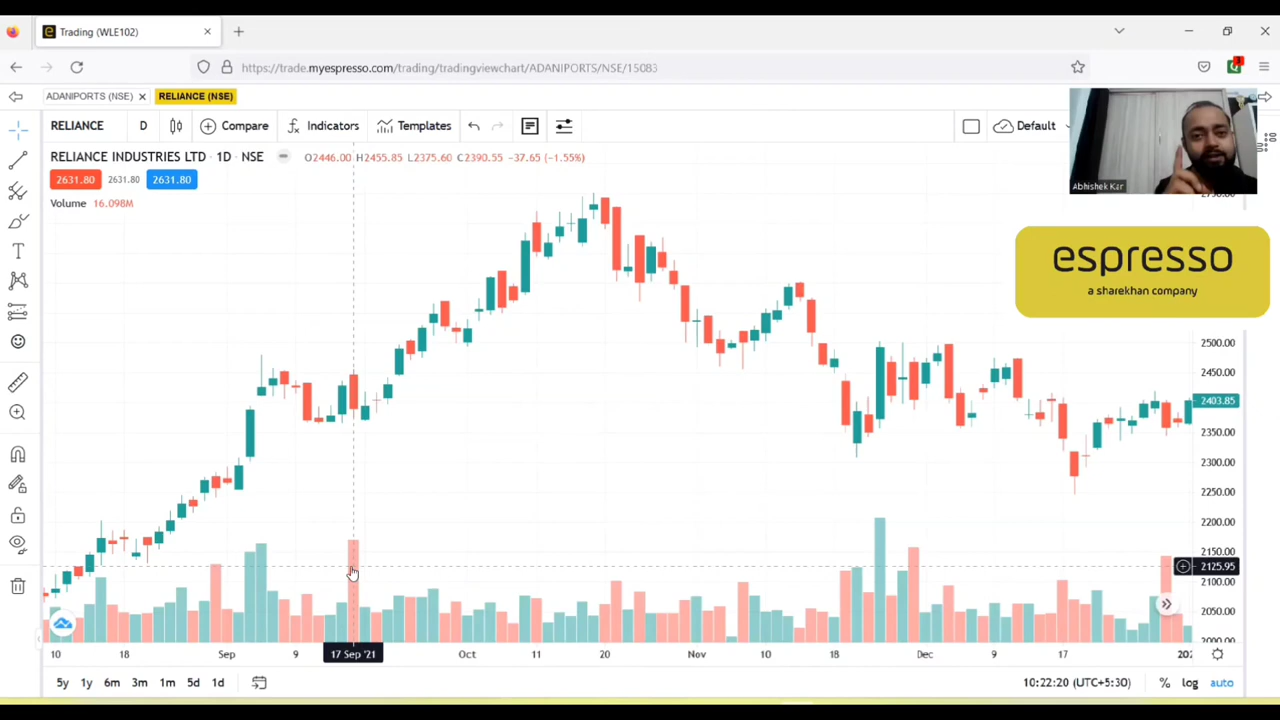 Trading (WLE102)
https://trade.myespresso.com/trading/tradingviewchart/ADANIPORTS/NSE/15083
ADANIPORTS (NSE) RELIANCE (NSE)
RELIANCE D Compare Indicators Templates Default
RELIANCE INDUSTRIES LTD · 1D · NSE O2446.00 H2455.85 L2375.60 C2390.55 -37.65 (-1.55%)
2631.80 2631.80 2631.80
Volume 16.098M
Abhishek Kar
espresso
a sharekhan company
2500.00
2450.00
2403.85
2350.00
2300.00
2250.00
2200.00
2150.00
2125.95
2100.00
2050.00
10 18 Sep 9 17 Sep '21 Oct 11 20 Nov 10 18 Dec 9 17
5y 1y 6m 3m 1m 5d 1d 10:22:20 (UTC+5:30) % log auto